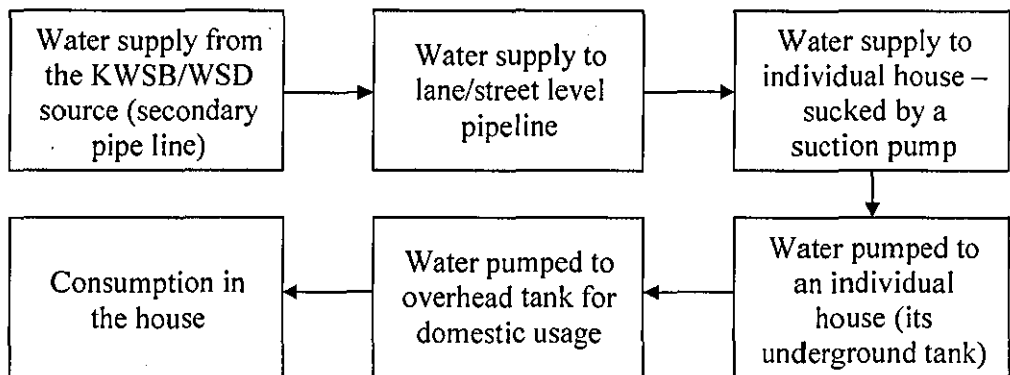 Water supply from
the KWSB/WSD
source (secondary
pipe line)
Water supply to
lane/street level
pipeline
Water supply to
individual house –
sucked by a
suction pump
Water pumped to
an individual
house (its
underground tank)
Water pumped to
overhead tank for
domestic usage
Consumption in
the house